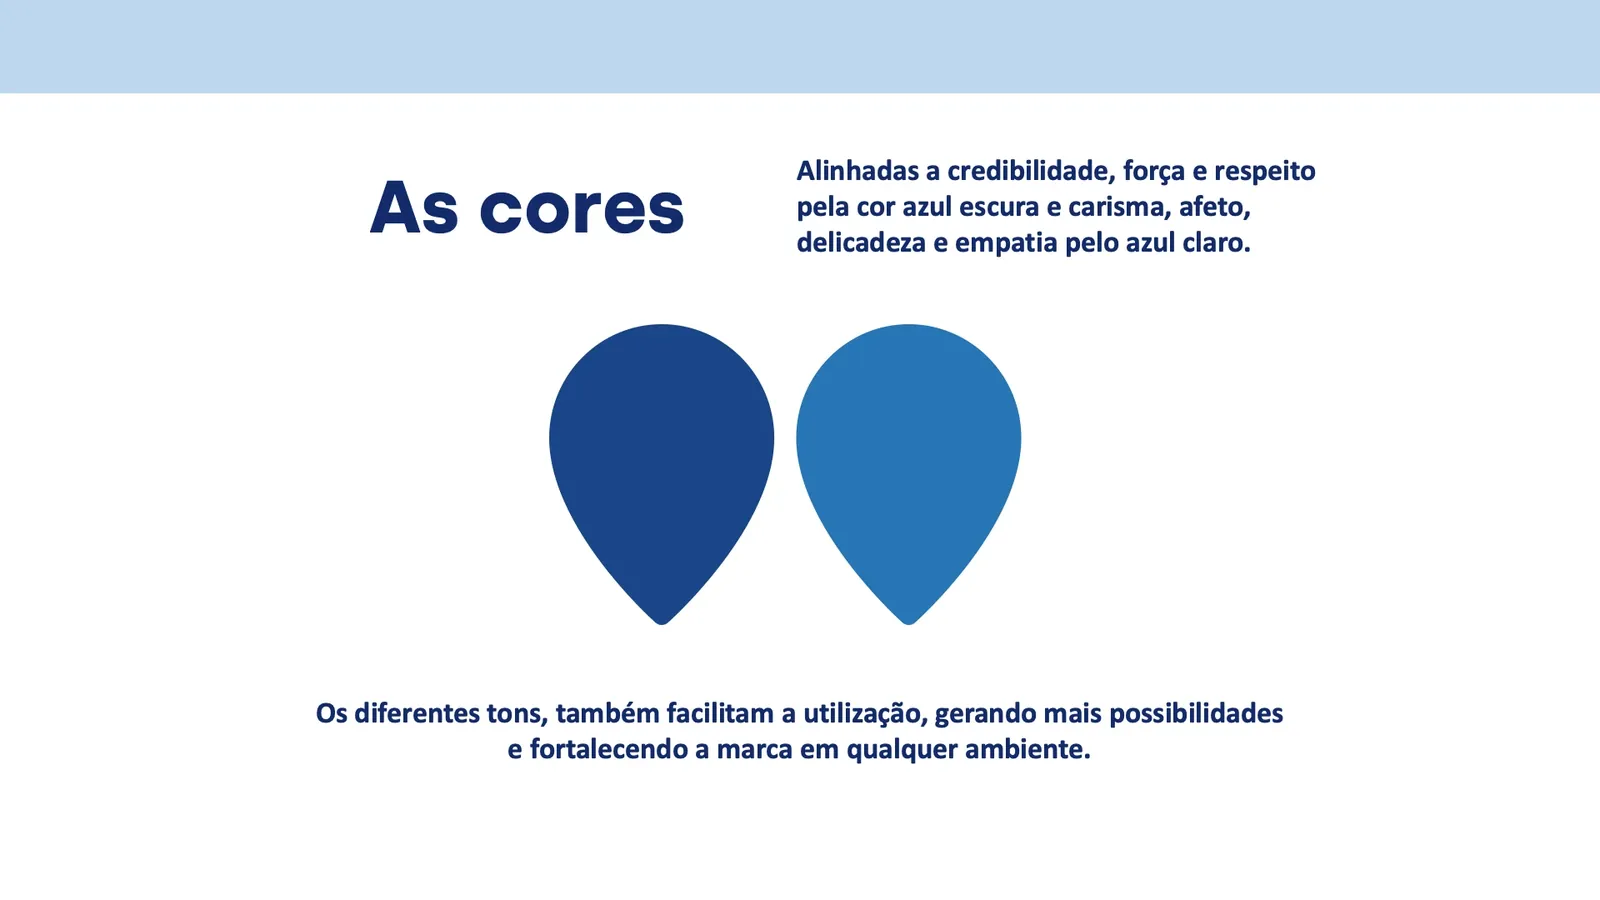 As cores
Alinhadas a credibilidade, força e respeito
pela cor azul escura e carisma, afeto,
delicadeza e empatia pelo azul claro.
Os diferentes tons, também facilitam a utilização, gerando mais possibilidades
e fortalecendo a marca em qualquer ambiente.